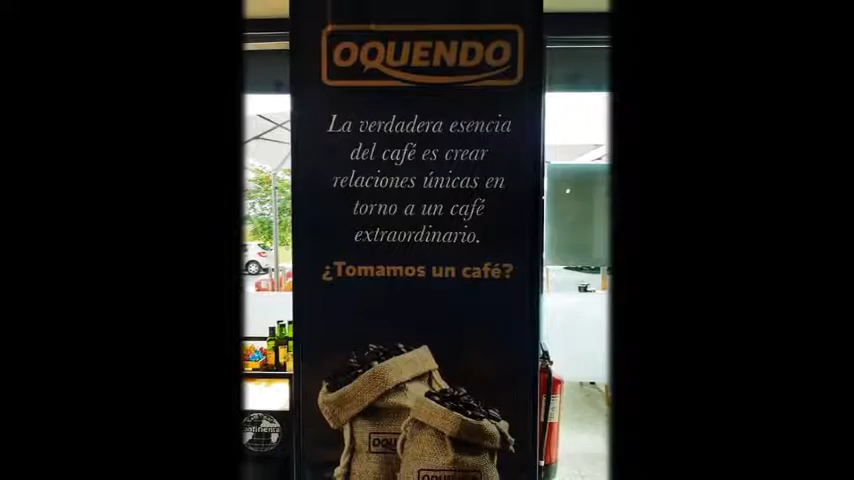 OQUENDO
La verdadera esencia
del café es crear
relaciones únicas en
torno a un café
extraordinario.
¿Tomamos un café?